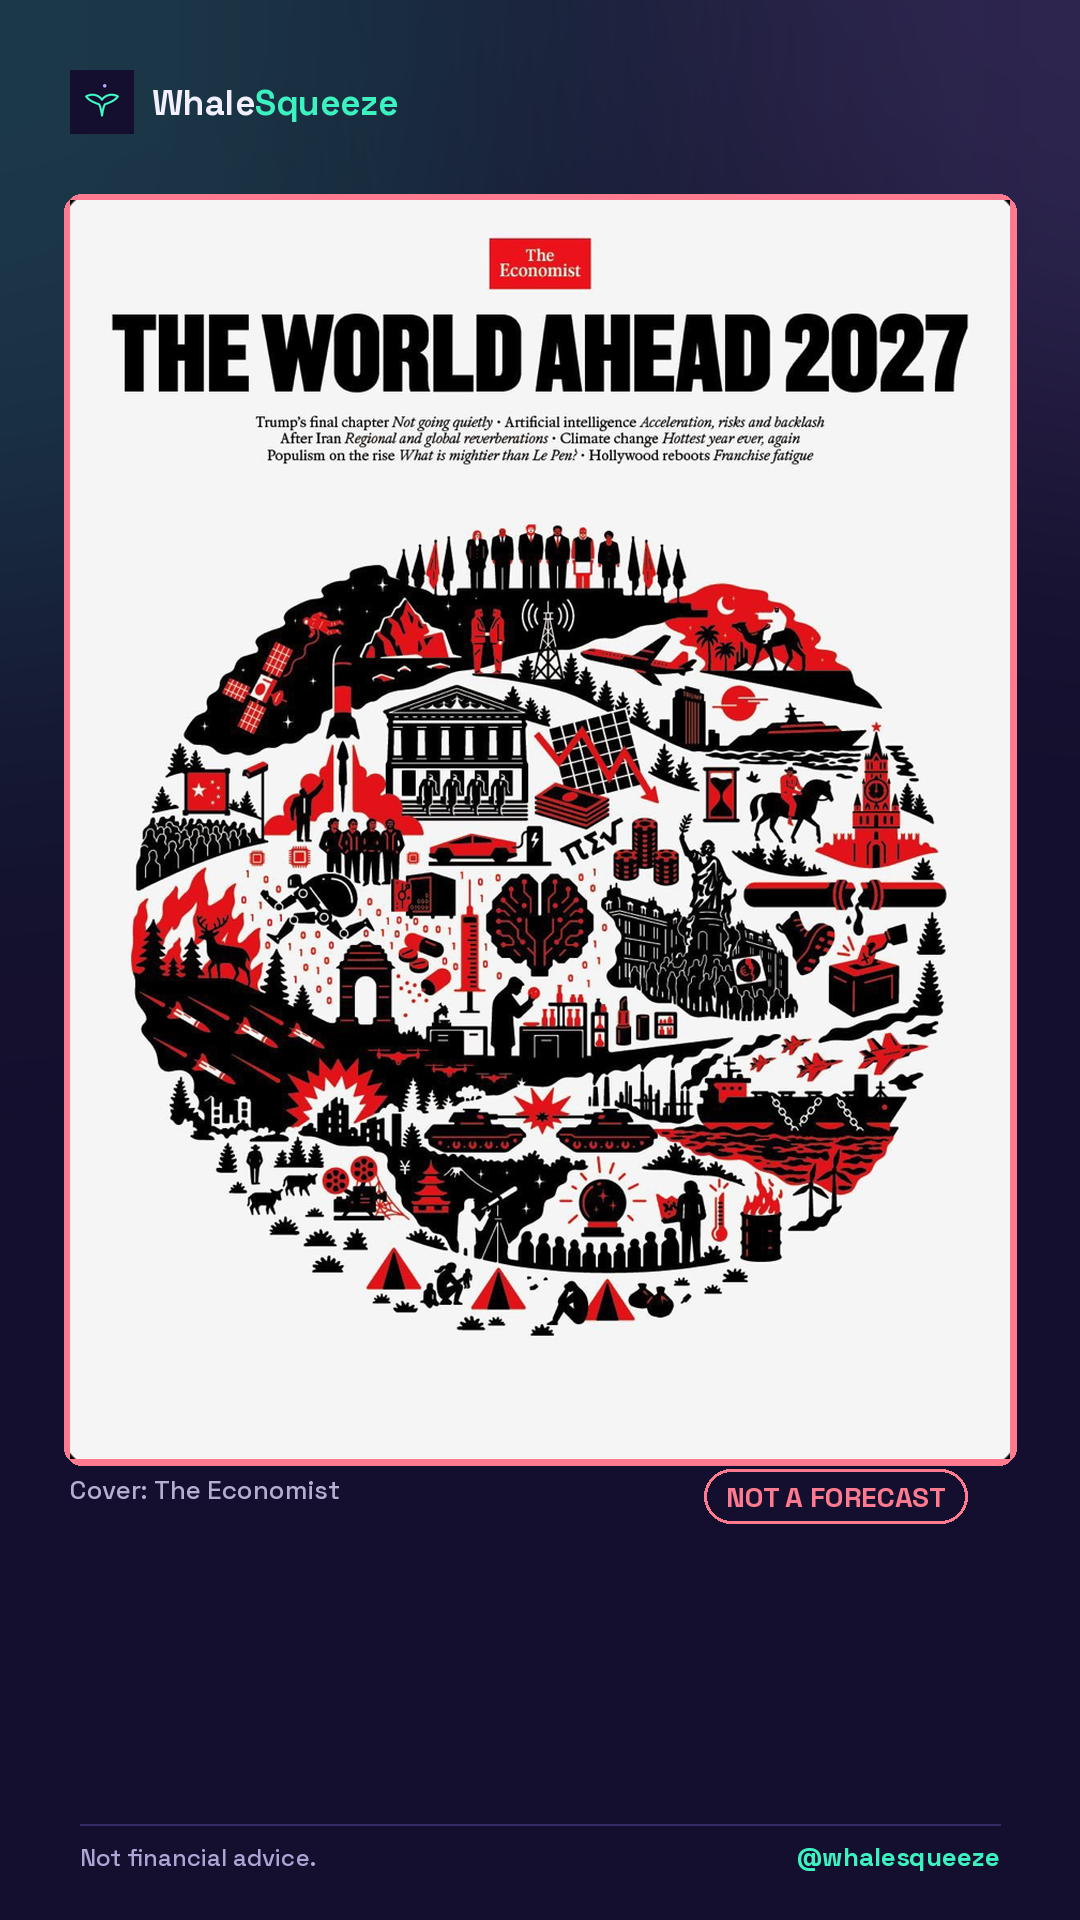 WhaleSqueeze
The
Economist
THE WORLD AHEAD 2027
Trump's final chapter Not going quietly • Artificial intelligence Acceleration, risks and backlash
After Iran Regional and global reverberations • Climate change Hottest year ever, again
Populism on the rise What is mightier than Le Pen? • Hollywood reboots Franchise fatigue
TRUMP
πΣ√
¥
Cover: The Economist
NOT A FORECAST
Not financial advice.
@whalesqueeze